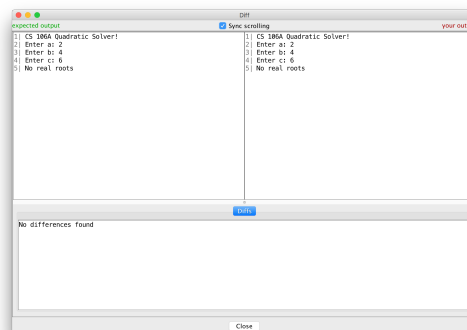 Diff
expected output
Sync scrolling
your out
1| CS 106A Quadratic Solver!
2| Enter a: 2
3| Enter b: 4
4| Enter c: 6
5| No real roots
1| CS 106A Quadratic Solver!
2| Enter a: 2
3| Enter b: 4
4| Enter c: 6
5| No real roots
Diffs
No differences found
Close